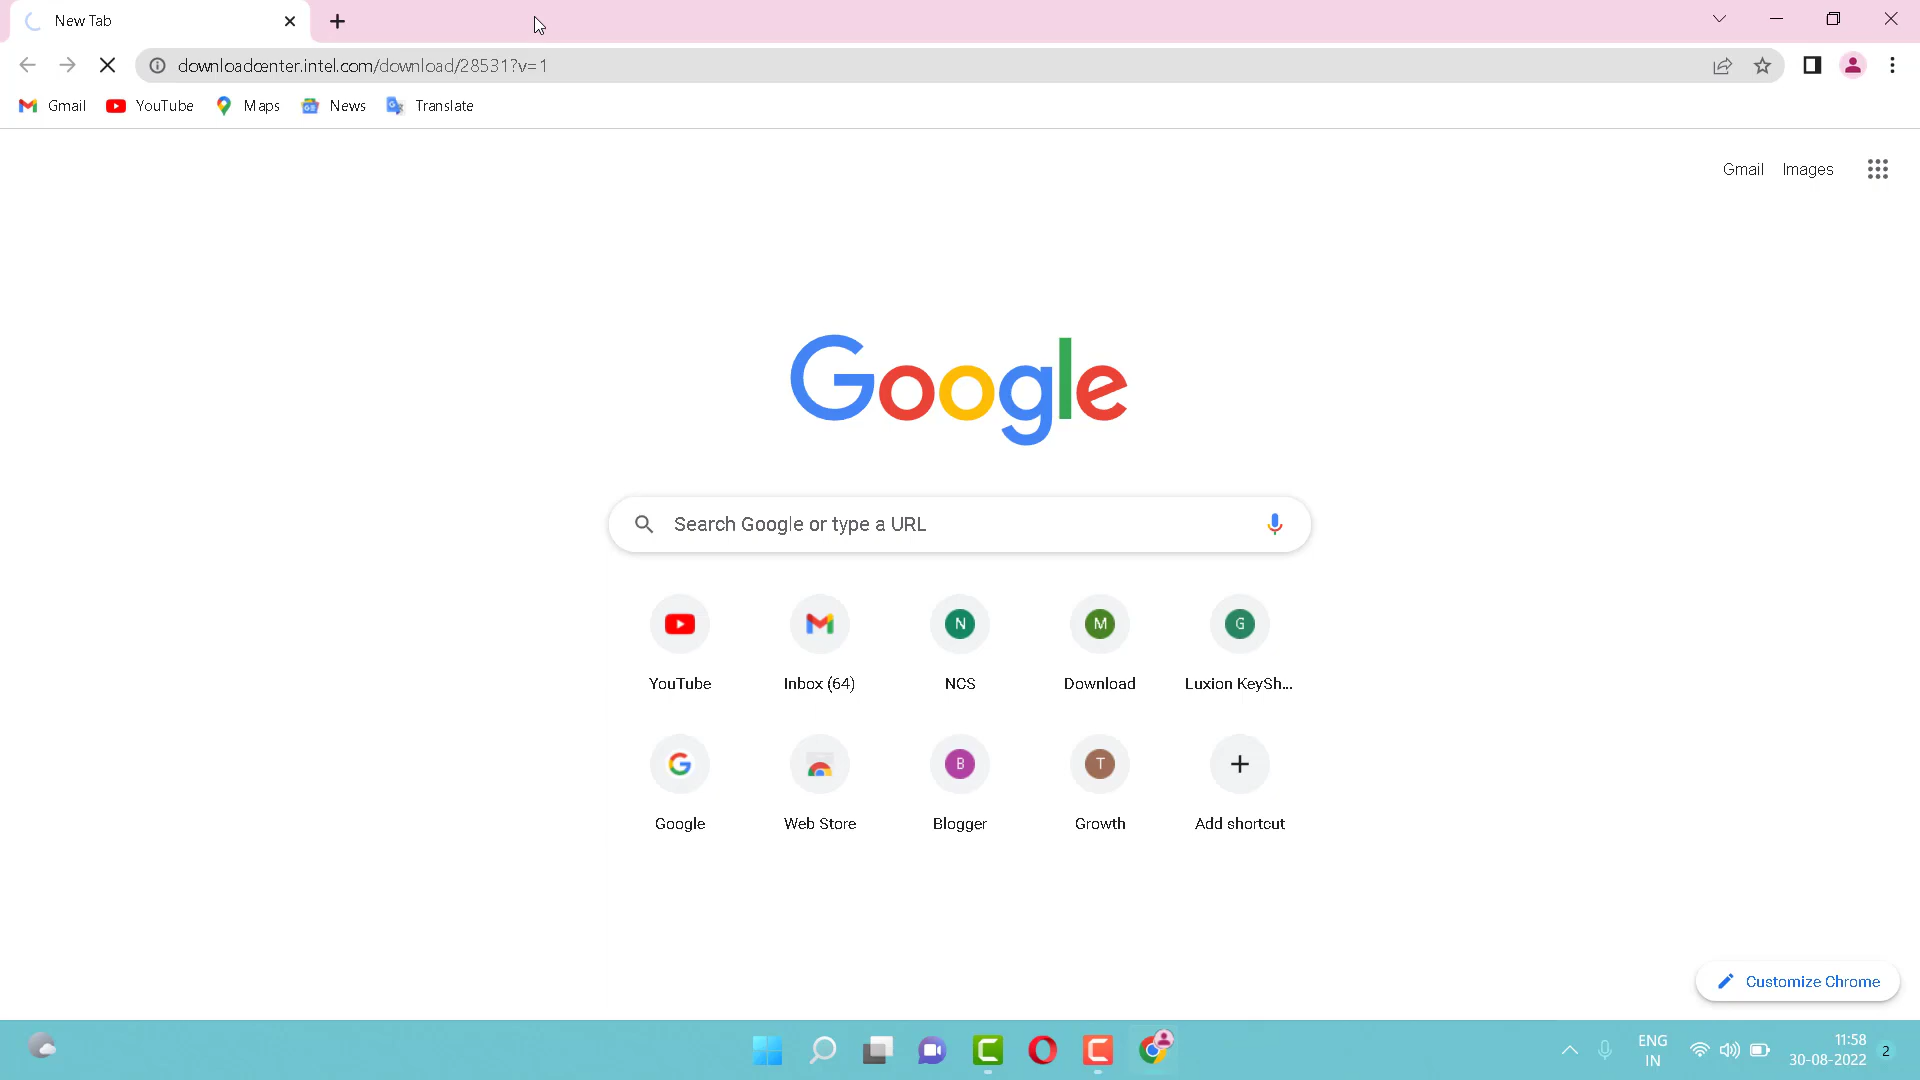 New Tab
downloadcenter.intel.com/download/28531?v=1
Gmail YouTube Maps News Translate
Gmail Images
Google
Search Google or type a URL
N M G
YouTube Inbox (64) NCS Download Luxion KeySh...
B T
Google Web Store Blogger Growth Add shortcut
Customize Chrome
ENG 11:58
IN 30-08-2022 2